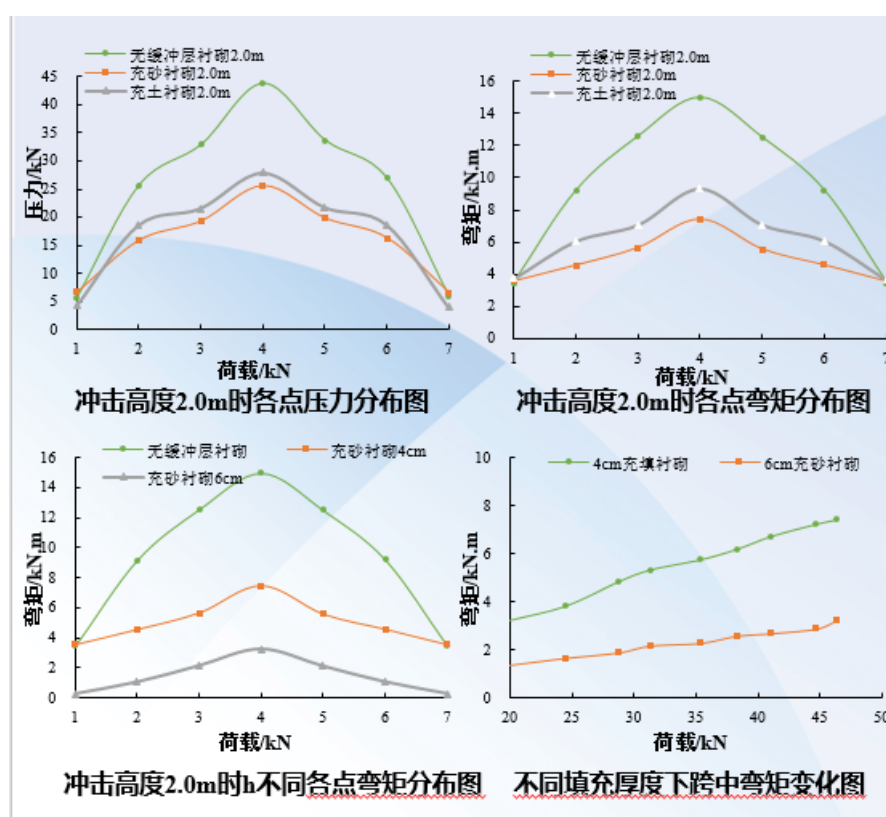 无缓冲层衬砌2.0m
充砂衬砌2.0m
充土衬砌2.0m
45
40
35
30
25
20
15
10
5
0
压力/kN
1 2 3 4 5 6 7
荷载/kN
冲击高度2.0m时各点压力分布图
无缓冲层衬砌2.0m
充砂衬砌2.0m
充土衬砌2.0m
16
14
12
10
8
6
4
2
0
弯矩/kN.m
1 2 3 4 5 6 7
荷载/kN
冲击高度2.0m时各点弯矩分布图
无缓冲层衬砌 充砂衬砌4cm
充砂衬砌6cm
16
14
12
10
8
6
4
2
0
弯矩/kN.m
1 2 3 4 5 6 7
荷载/kN
冲击高度2.0m时h不同各点弯矩分布图
4cm充填衬砌 6cm充砂衬砌
10
8
6
4
2
0
弯矩/kN.m
20 25 30 35 40 45 50
荷载/kN
不同填充厚度下跨中弯矩变化图